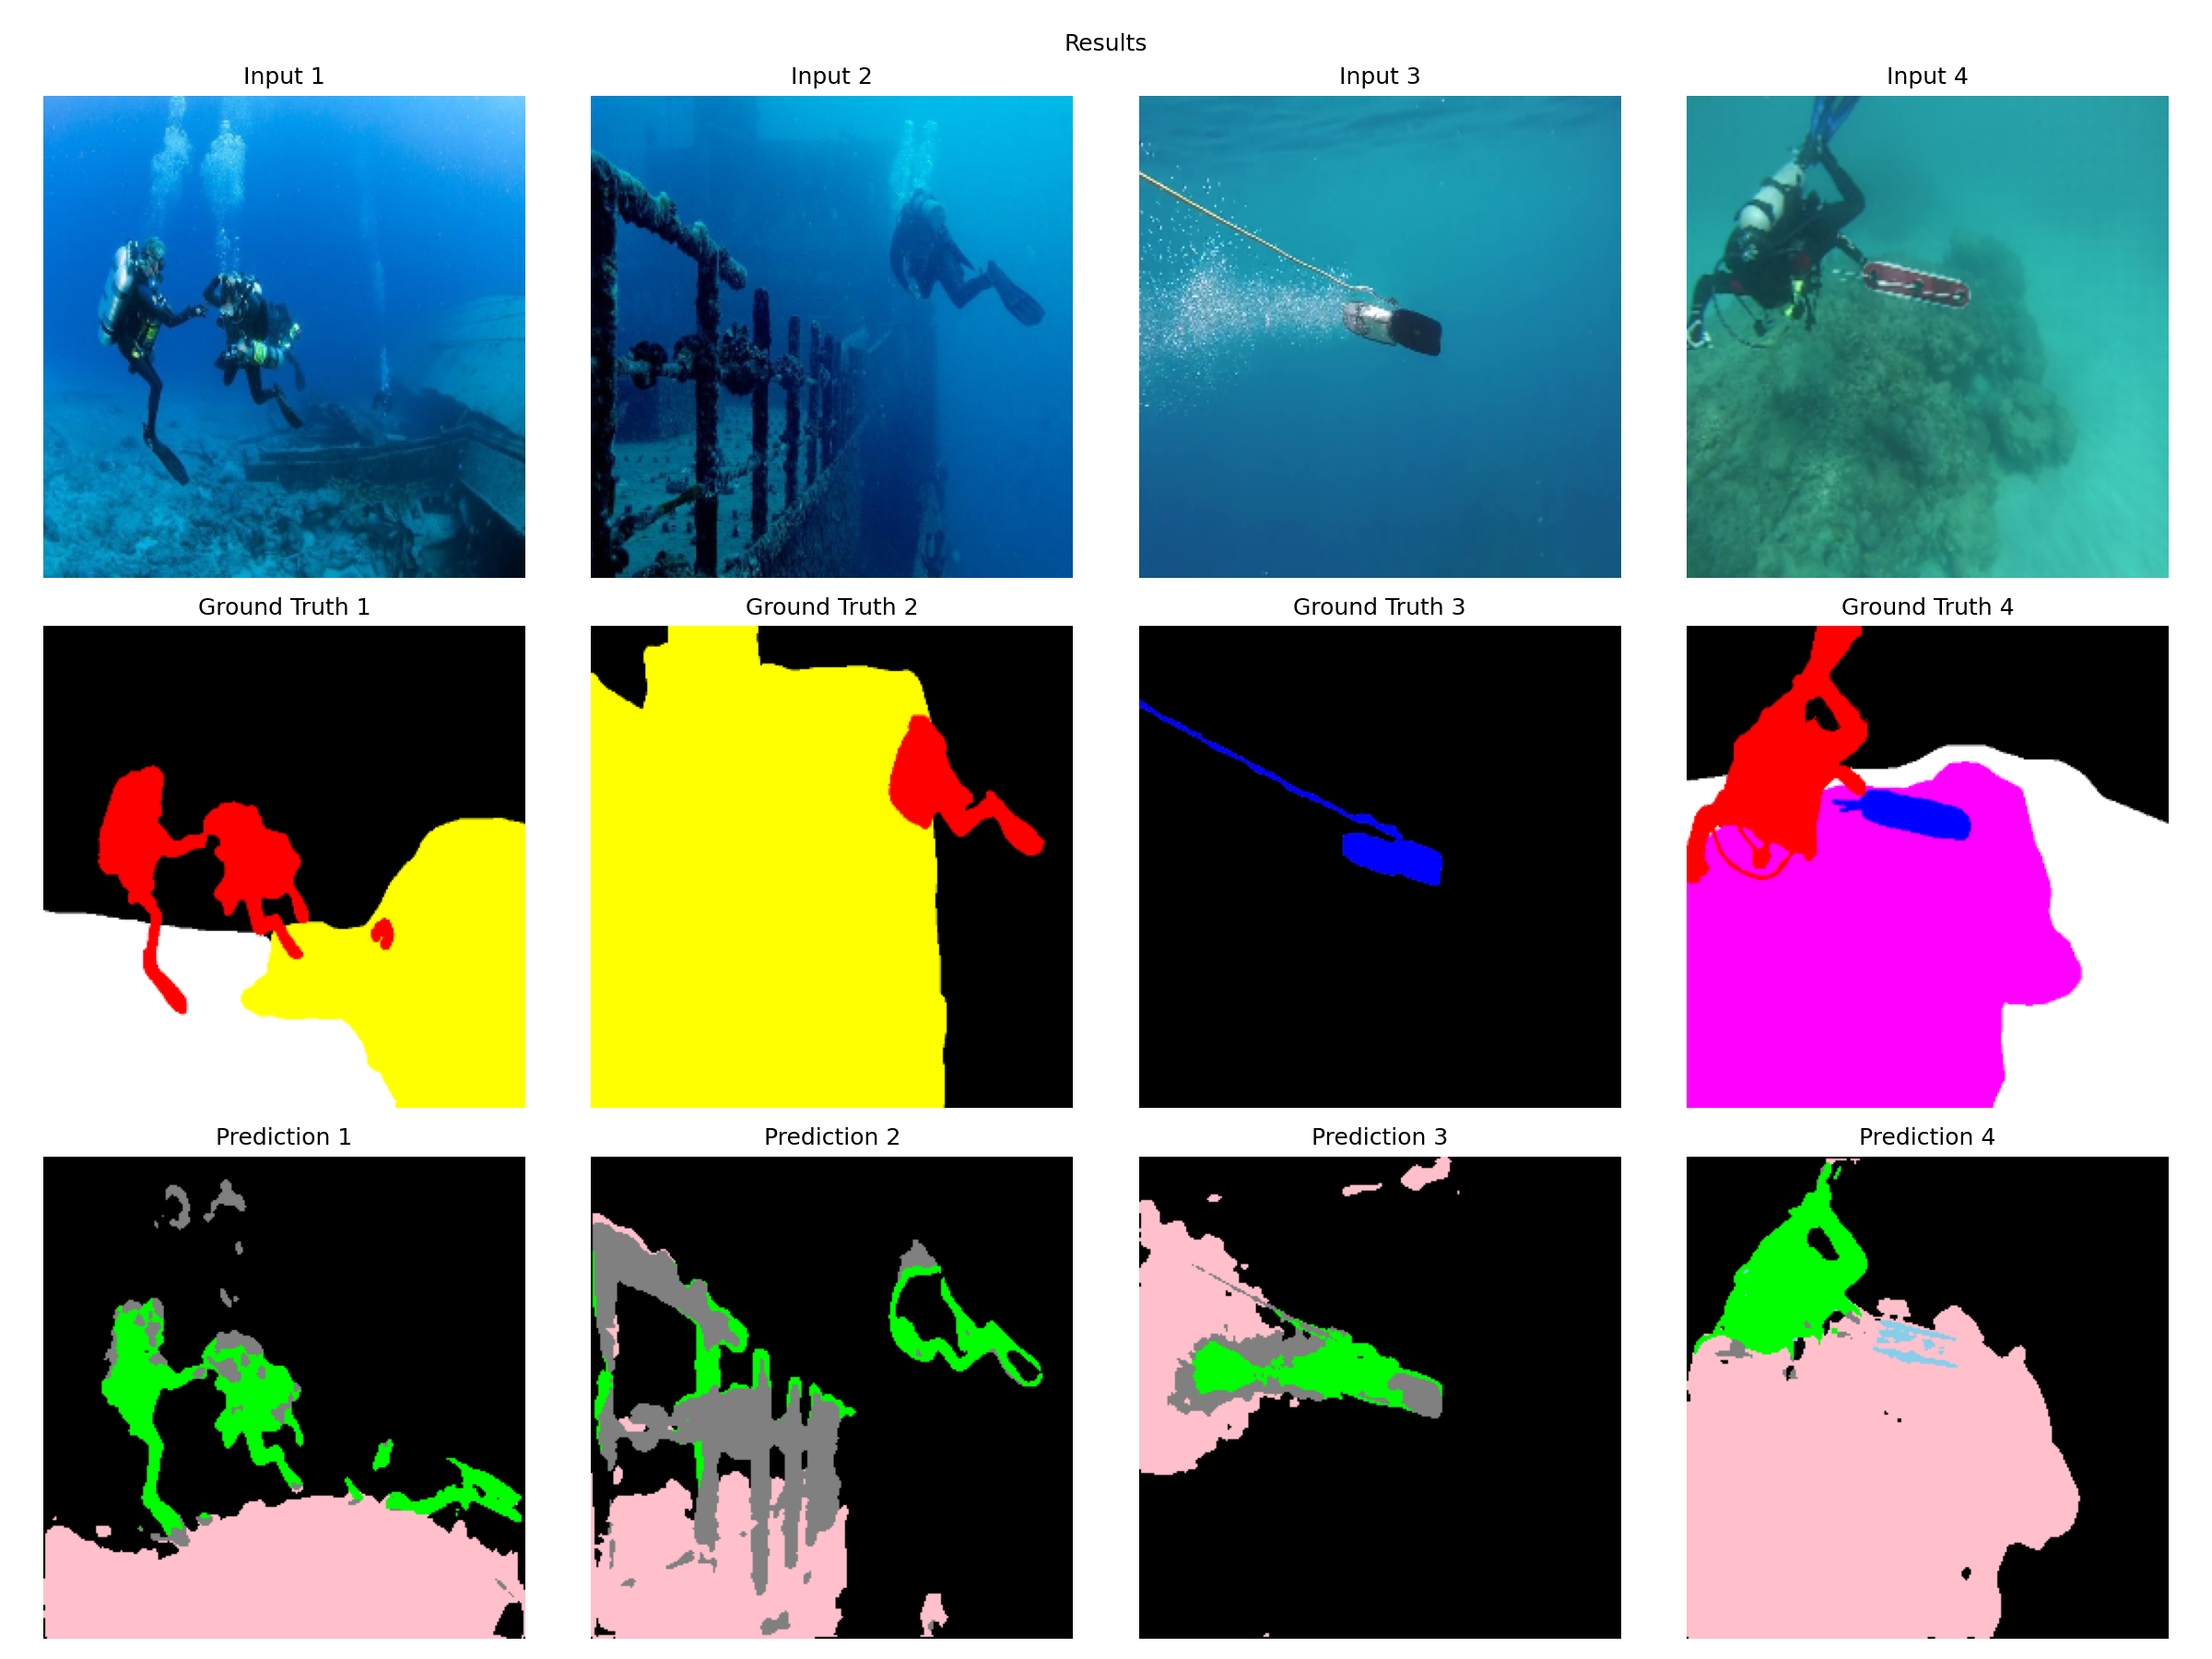 Results
Input 1
Input 2
Input 3
Input 4
Ground Truth 1
Ground Truth 2
Ground Truth 3
Ground Truth 4
Prediction 1
Prediction 2
Prediction 3
Prediction 4